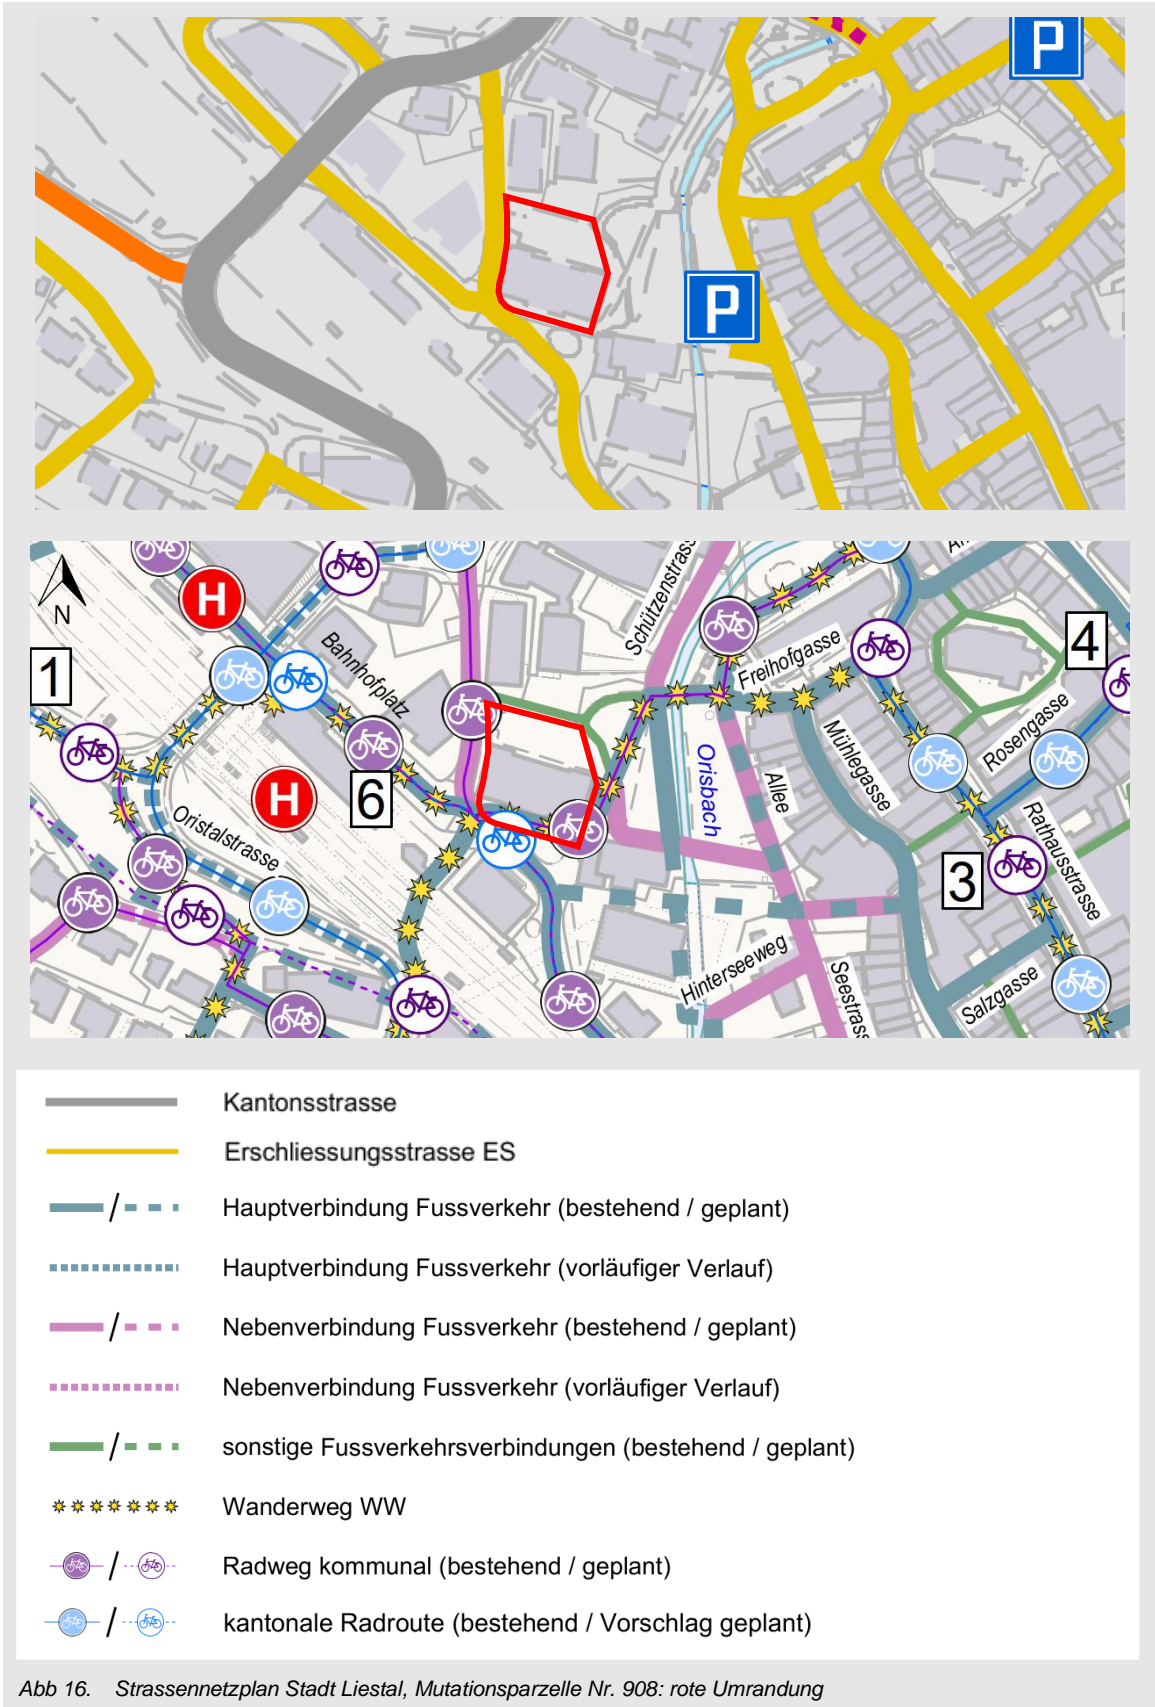 P
P
N
H
1
Bahnhofplatz
6
H
Oristalstrasse
Schützenstrass
Freihofgasse
Mühlegasse
Orisbach
Allee
Rosengasse
4
Rathausstrasse
3
Hinterseeweg
Seestrass
Salzgasse
Kantonsstrasse
Erschliessungsstrasse ES
/ Hauptverbindung Fussverkehr (bestehend / geplant)
Hauptverbindung Fussverkehr (vorläufiger Verlauf)
/ Nebenverbindung Fussverkehr (bestehend / geplant)
Nebenverbindung Fussverkehr (vorläufiger Verlauf)
/ sonstige Fussverkehrsverbindungen (bestehend / geplant)
Wanderweg WW
/ Radweg kommunal (bestehend / geplant)
/ kantonale Radroute (bestehend / Vorschlag geplant)
Abb 16. Strassennetzplan Stadt Liestal, Mutationsparzelle Nr. 908: rote Umrandung